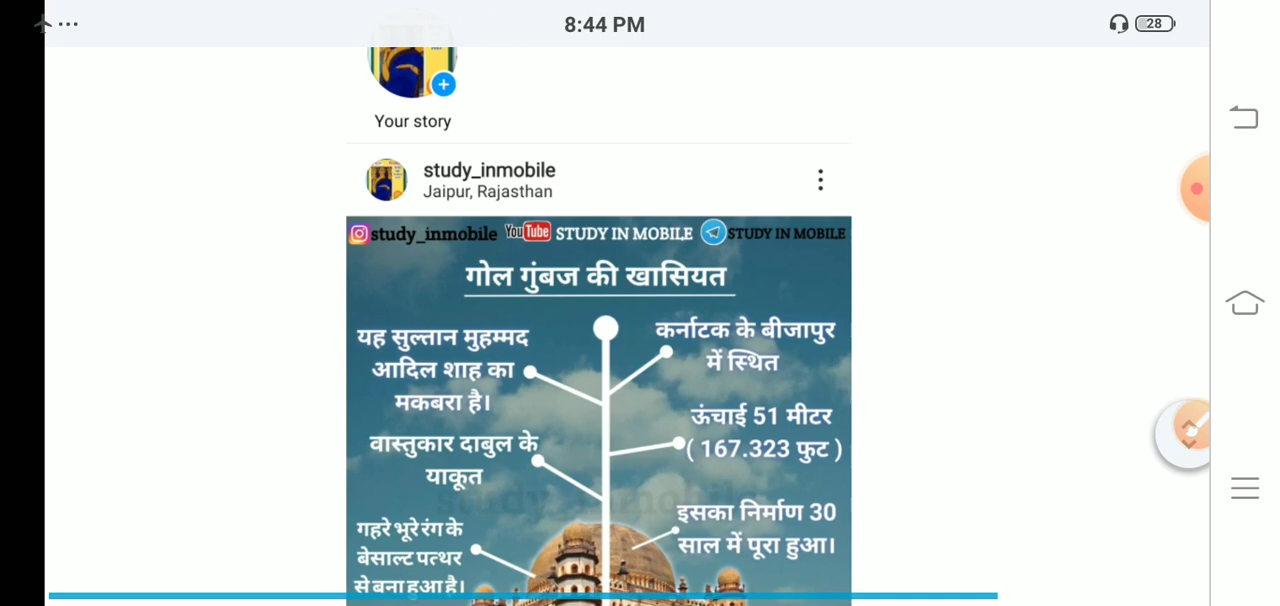 8:44 PM
28
Your story
study_inmobile
Jaipur, Rajasthan
study_inmobile YouTube STUDY IN MOBILE STUDY IN MOBILE
गोल गुंबज की खासियत
यह सुल्तान मुहम्मद
आदिल शाह का
मकबरा है।
कर्नाटक के बीजापुर
में स्थित
वास्तुकार दाबुल के
याकूत
ऊंचाई 51 मीटर
( 167.323 फुट )
study_inmobile
गहरे भूरे रंग के
बेसाल्ट पत्थर
से बना हुआ है।
इसका निर्माण 30
साल में पूरा हुआ।